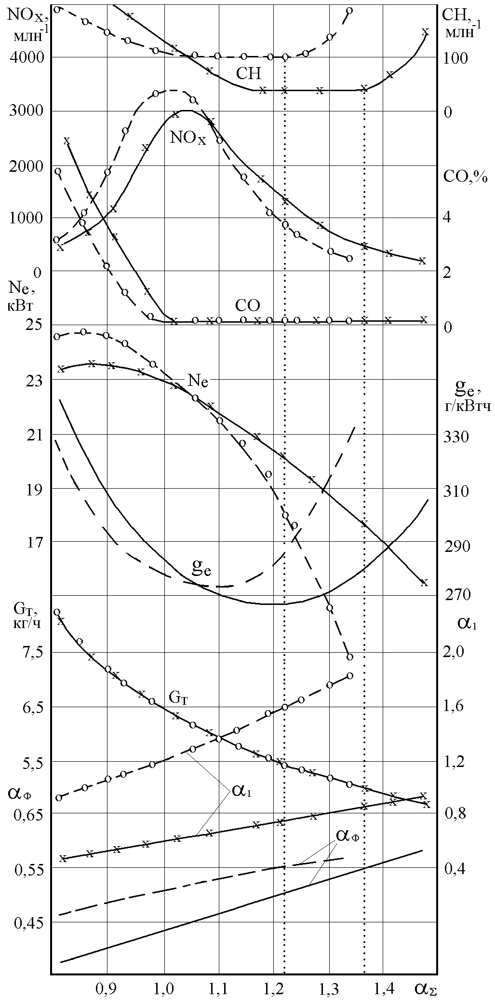 NOX,
млн-1
CH,
млн-1
4000
100
CH
3000
0
NOX
2000
CO,%
1000
4
0
2
Ne,
кВт
CO
25
0
Ne
23
ge,
г/кВтч
21
330
19
310
17
290
ge
270
GT,
кг/ч
α1
7,5
2,0
GT
6,5
1,6
5,5
1,2
αФ
α1
0,65
0,8
αФ
0,55
0,4
0,45
0,9 1,0 1,1 1,2 1,3 1,4 αΣ